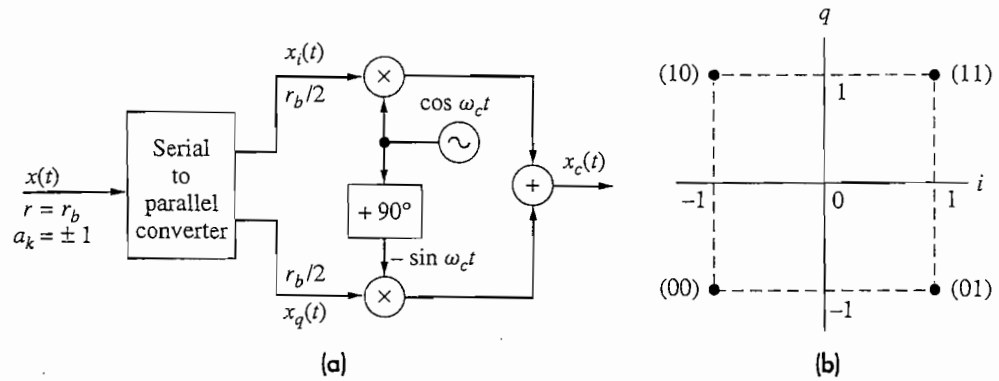 x_i(t)
r_b/2
cos ω_c t
Serial
to
parallel
converter
x(t)
r = r_b
a_k = ± 1
x_c(t)
+ 90°
− sin ω_c t
r_b/2
x_q(t)
×
~
+
×
(a)
q
(10)
(11)
1
−1
0
1
i
(00)
(01)
−1
(b)